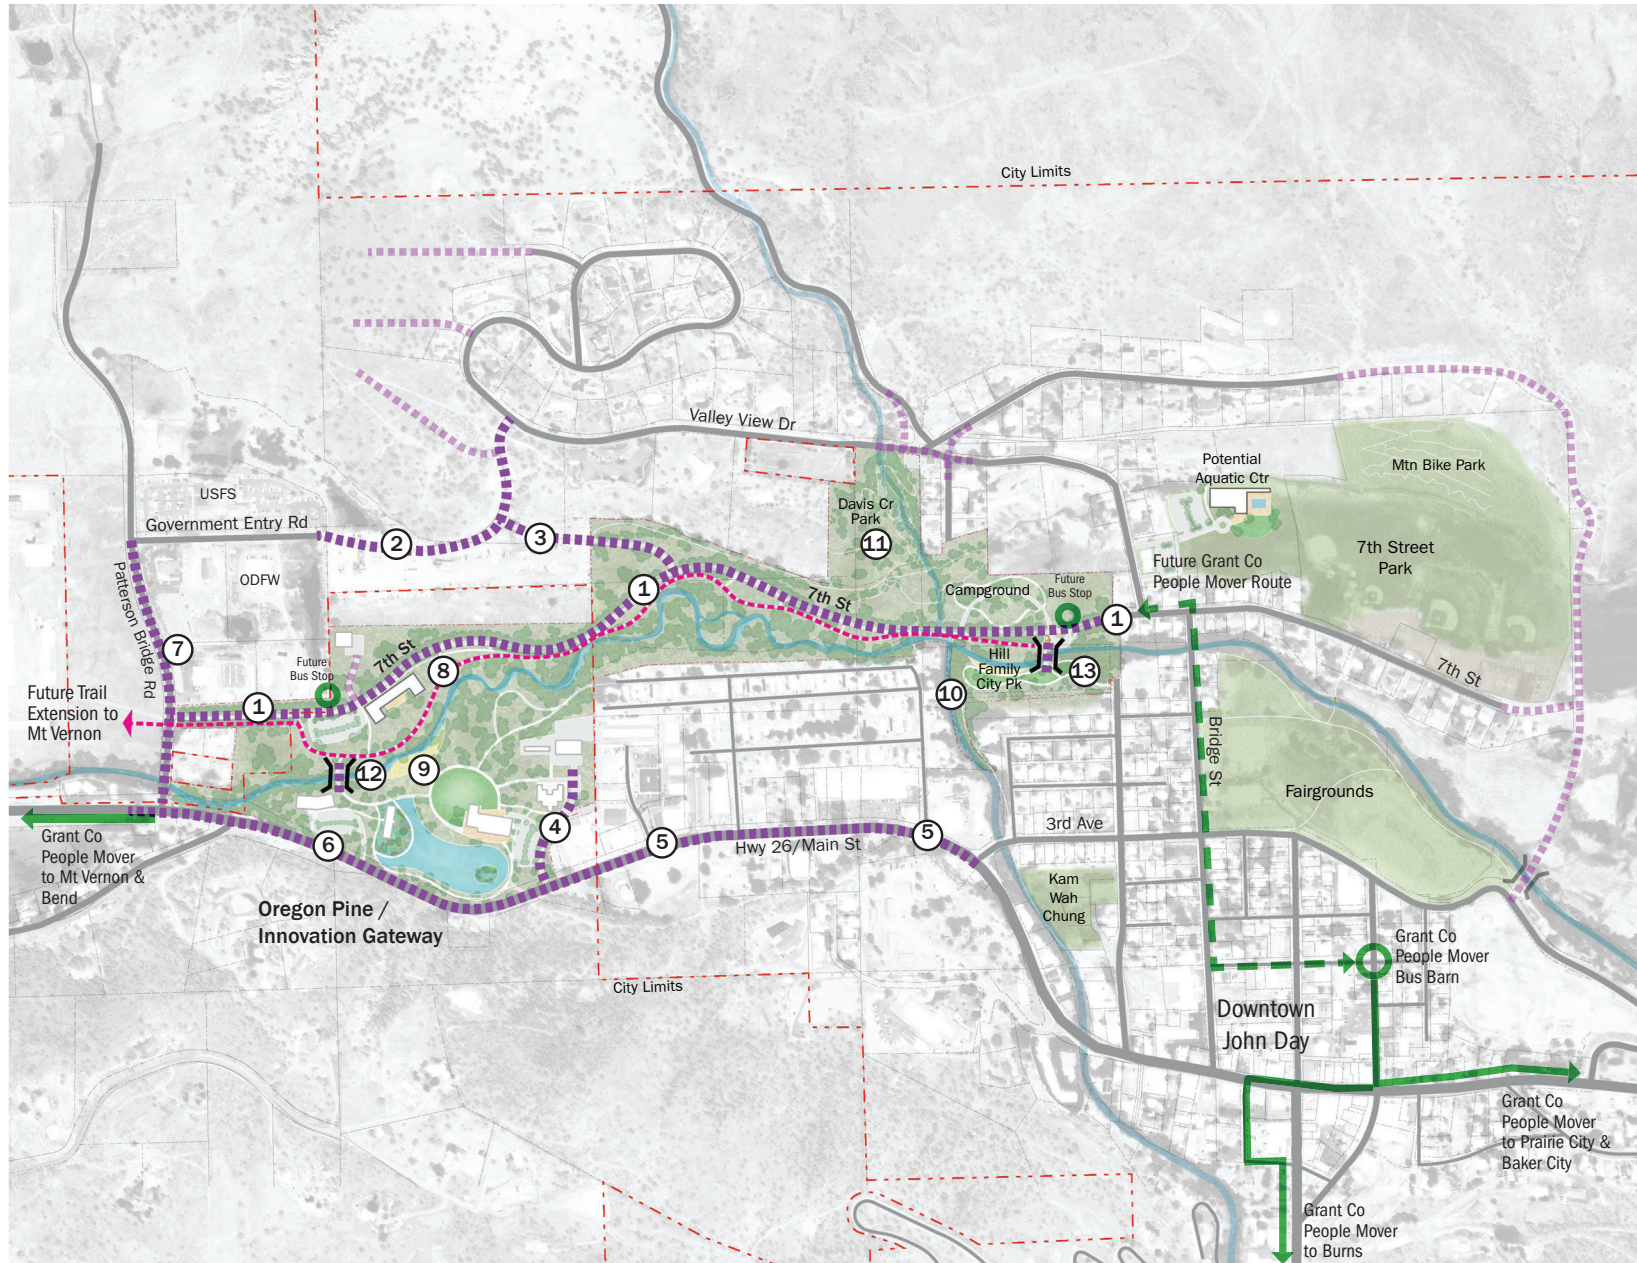 City Limits
Valley View Dr
Potential
Aquatic Ctr
Mtn Bike Park
USFS
Government Entry Rd
2
3
Davis Cr
Park
11
7th Street
Park
Future Grant Co
People Mover Route
ODFW
Patterson Bridge Rd
1
7th St
Campground
Future
Bus Stop
1
7
7th St
8
Future
Bus Stop
Hill
Family
City Pk
13
10
7th St
Future Trail
Extension to
Mt Vernon
1
12
9
Bridge St
Fairgrounds
4
5
5
3rd Ave
Hwy 26/Main St
6
Grant Co
People Mover
to Mt Vernon &
Bend
Oregon Pine /
Innovation Gateway
Kam
Wah
Chung
Grant Co
People Mover
Bus Barn
City Limits
Downtown
John Day
Grant Co
People Mover
to Prairie City &
Baker City
Grant Co
People Mover
to Burns